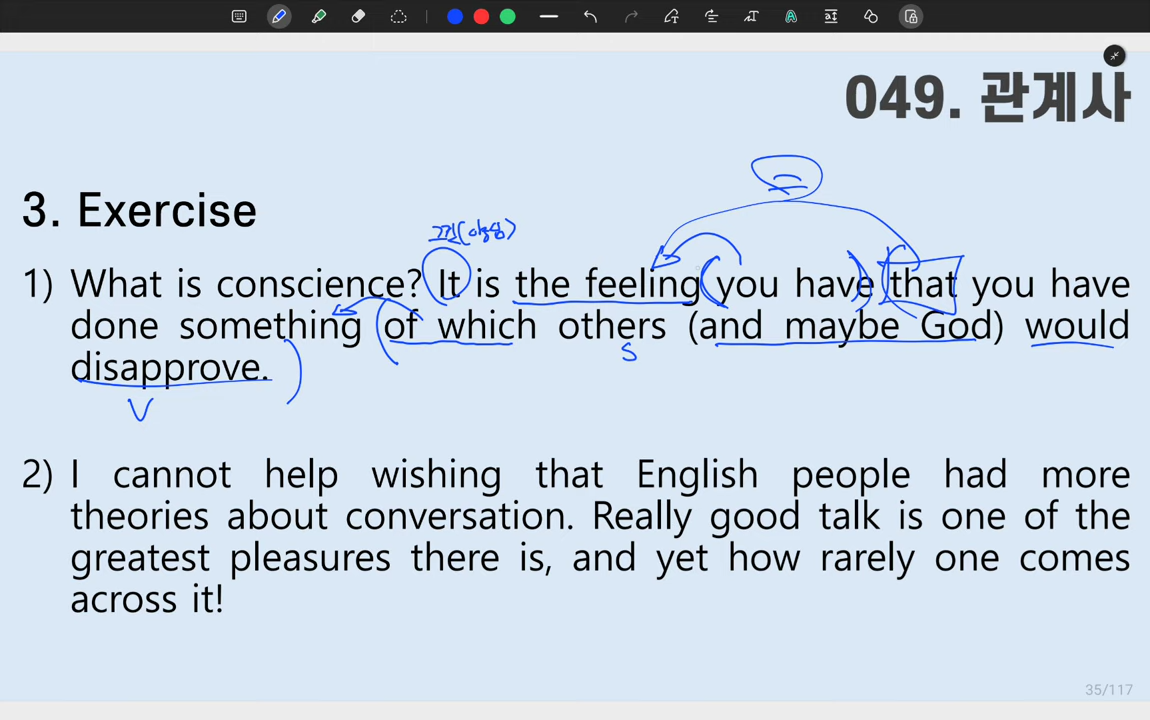 049. 관계사
3. Exercise
1) What is conscience? It is the feeling you have that you have
done something of which others (and maybe God) would
disapprove.
S
V
2) I cannot help wishing that English people had more
theories about conversation. Really good talk is one of the
greatest pleasures there is, and yet how rarely one comes
across it!
35/117